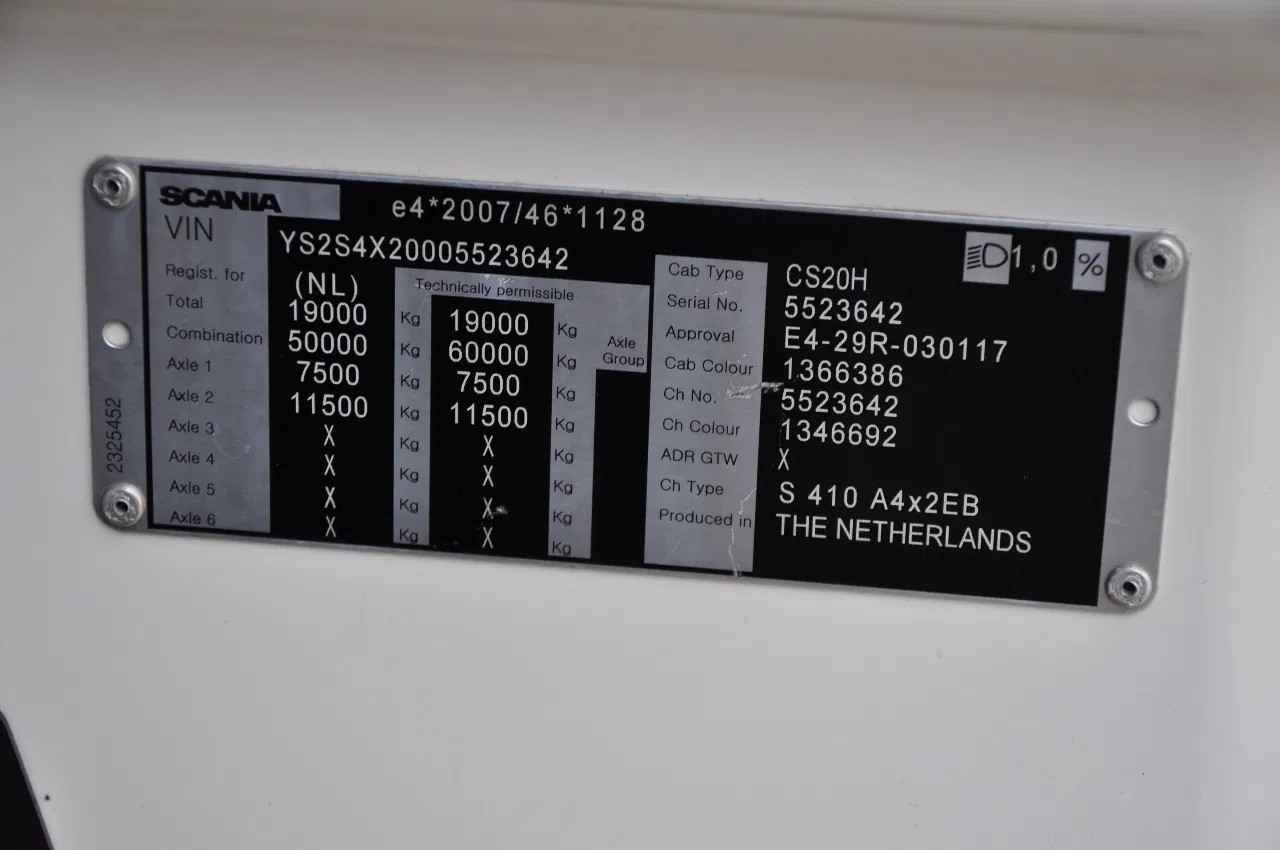 SCANIA e4*2007/46*1128
VIN YS2S4X20005523642
1,0 %
Regist. for (NL) Technically permissible
Total 19000 Kg 19000 Kg
Combination 50000 Kg 60000 Kg Axle Group
Axle 1 7500 Kg 7500 Kg
Axle 2 11500 Kg 11500 Kg
Axle 3 X Kg X Kg
Axle 4 X Kg X Kg
Axle 5 X Kg X Kg
Axle 6 X Kg X Kg
Cab Type CS20H
Serial No. 5523642
Approval E4-29R-030117
Cab Colour 1366386
Ch No. 5523642
Ch Colour 1346692
ADR GTW X
Ch Type S 410 A4x2EB
Produced in THE NETHERLANDS
2325452